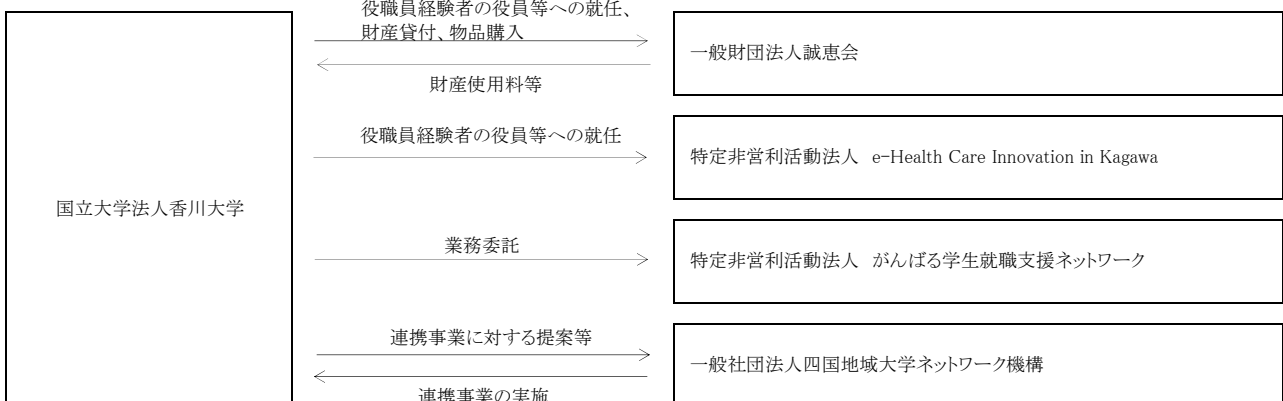 役職員経験者の役員等への就任、
財産貸付、物品購入
一般財団法人誠恵会
財産使用料等
役職員経験者の役員等への就任
特定非営利活動法人　e-Health Care Innovation in Kagawa
国立大学法人香川大学
業務委託
特定非営利活動法人　がんばる学生就職支援ネットワーク
連携事業に対する提案等
一般社団法人四国地域大学ネットワーク機構
連携事業の実施